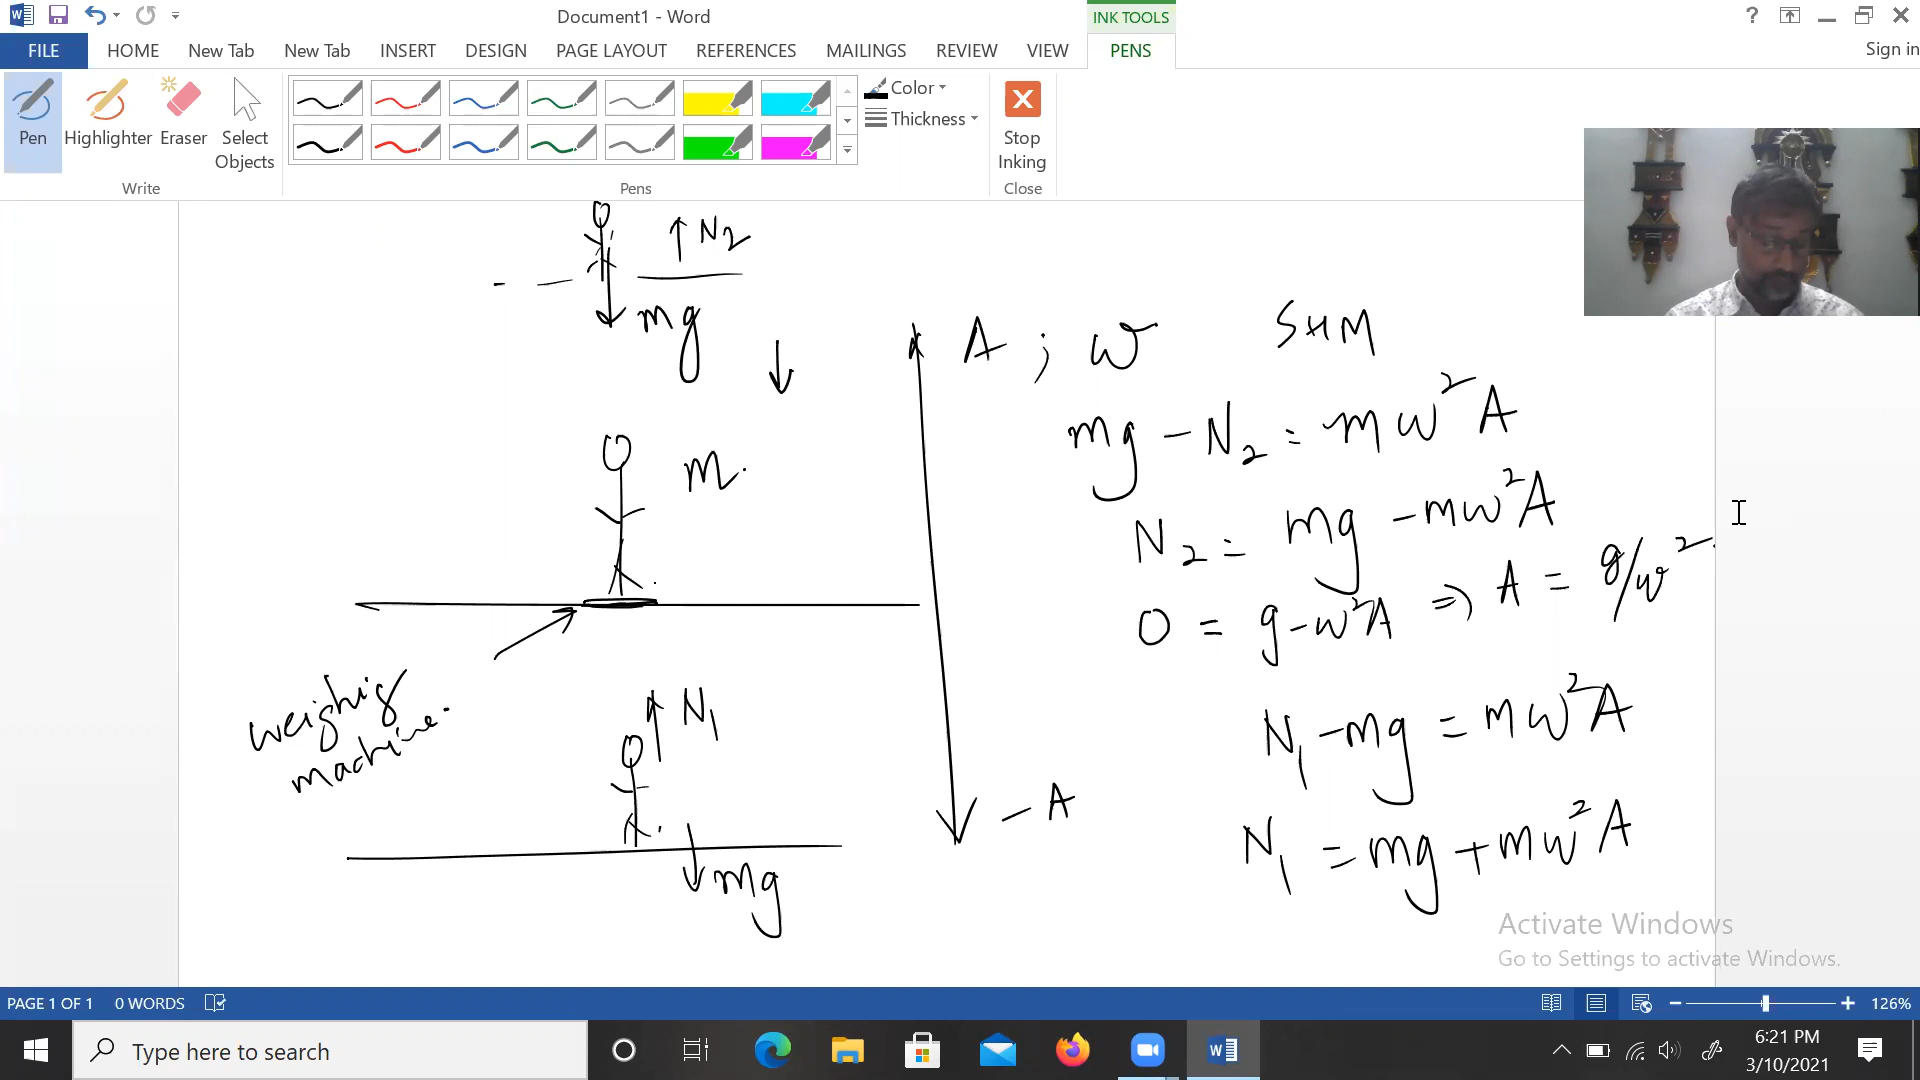 Document1 - Word
INK TOOLS
?
FILE HOME New Tab New Tab INSERT DESIGN PAGE LAYOUT REFERENCES MAILINGS REVIEW VIEW PENS
Sign in
Pen Highlighter Eraser Select Objects
Color
Thickness
Stop Inking
Write Pens Close
↑ N2
mg
A ; ω SHM
mg - N2 = mω²A
m.
N2 = mg - mω²A
0 = g - ω²A ⇒ A = g/ω².
weighig
machine.
N1
N1 - mg = mω²A
- A
mg
N1 = mg + mω²A
Activate Windows
Go to Settings to activate Windows.
PAGE 1 OF 1 0 WORDS 126%
Type here to search
6:21 PM
3/10/2021